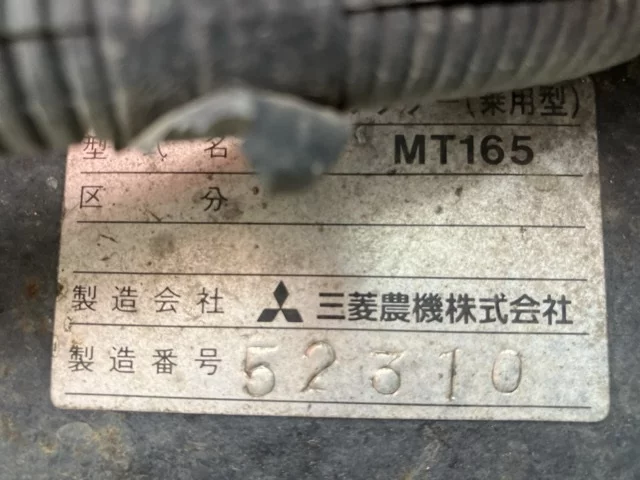 (乗用型)
型式名 MT165
区分
製造会社 三菱農機株式会社
製造番号 52310